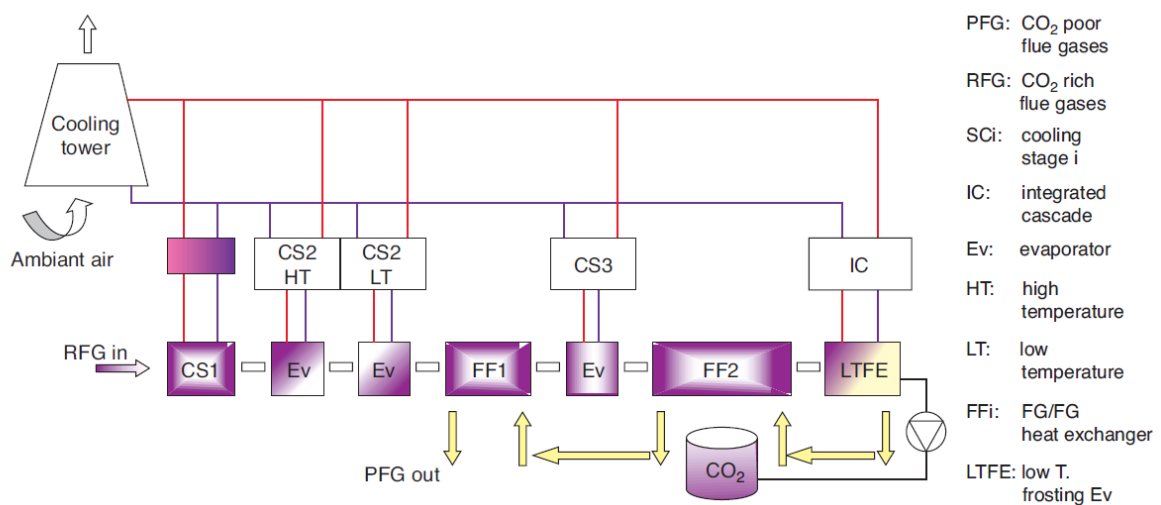 Cooling
tower
Ambiant air
CS2
HT
CS2
LT
CS3
IC
RFG in
CS1
Ev
Ev
FF1
Ev
FF2
LTFE
PFG out
CO₂
PFG: CO₂ poor
flue gases
RFG: CO₂ rich
flue gases
SCi: cooling
stage i
IC: integrated
cascade
Ev: evaporator
HT: high
temperature
LT: low
temperature
FFi: FG/FG
heat exchanger
LTFE: low T.
frosting Ev